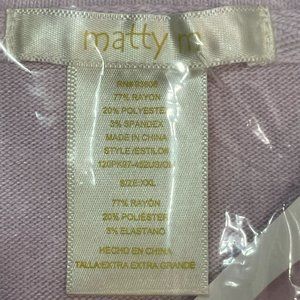 matty m
77% RAYON
20% POLYESTER
3% SPANDEX
MADE IN CHINA
STYLE/ESTILO#:
SIZE:XXL
77% RAYON
20% POLIESTER
3% ELASTANO
HECHO EN CHINA
TALLA:EXTRA EXTRA GRANDE